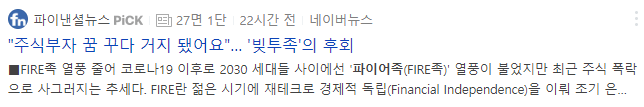 fn 파이낸셜뉴스 PiCK 27면 1단 22시간 전 네이버뉴스
"주식부자 꿈 꾸다 거지 됐어요"... '빚투족'의 후회
■FIRE족 열풍 줄어 코로나19 이후로 2030 세대들 사이에선 '파이어족(FIRE족)' 열풍이 불었지만 최근 주식 폭락
으로 사그러지는 추세다. FIRE란 젊은 시기에 재테크로 경제적 독립(Financial Independence)을 이뤄 조기 은...